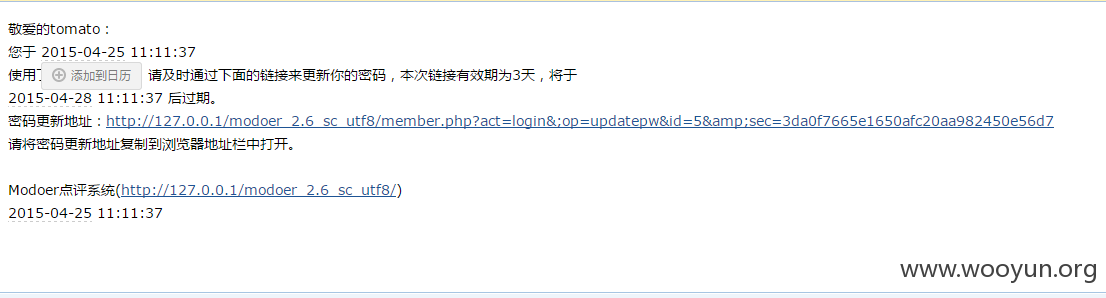 敬爱的tomato：
您于 2015-04-25 11:11:37
使用 添加到日历 请及时通过下面的链接来更新你的密码，本次链接有效期为3天，将于
2015-04-28 11:11:37 后过期。
密码更新地址：http://127.0.0.1/modoer_2.6_sc_utf8/member.php?act=login&;op=updatepw&id=5&amp;sec=3da0f7665e1650afc20aa982450e56d7
请将密码更新地址复制到浏览器地址栏中打开。
Modoer点评系统(http://127.0.0.1/modoer_2.6_sc_utf8/)
2015-04-25 11:11:37
www.wooyun.org